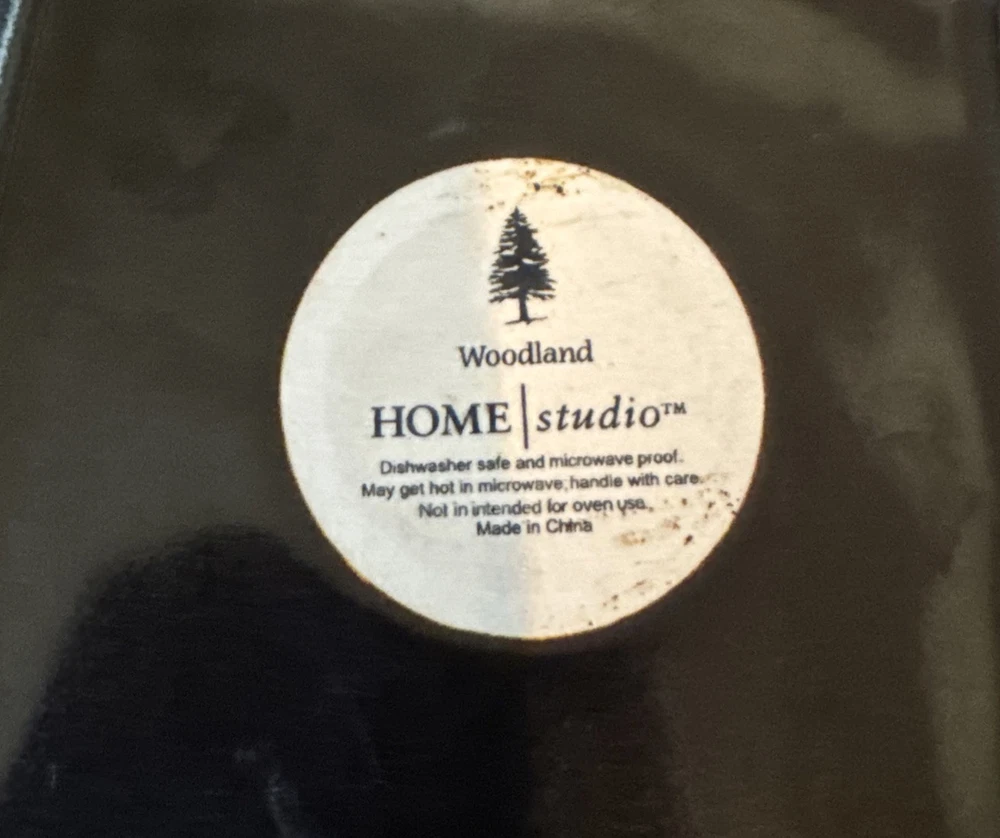 Woodland
HOME|studio™
Dishwasher safe and microwave proof.
May get hot in microwave, handle with care.
Not in intended for oven use.
Made in China